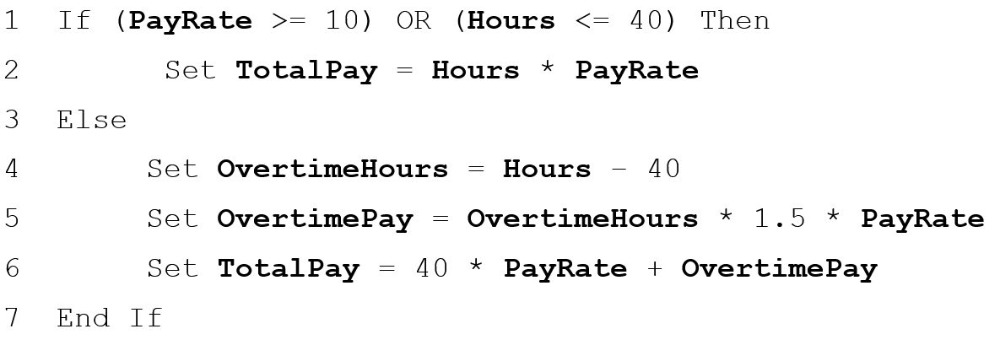 1 If (PayRate >= 10) OR (Hours <= 40) Then
2 Set TotalPay = Hours * PayRate
3 Else
4 Set OvertimeHours = Hours – 40
5 Set OvertimePay = OvertimeHours * 1.5 * PayRate
6 Set TotalPay = 40 * PayRate + OvertimePay
7 End If